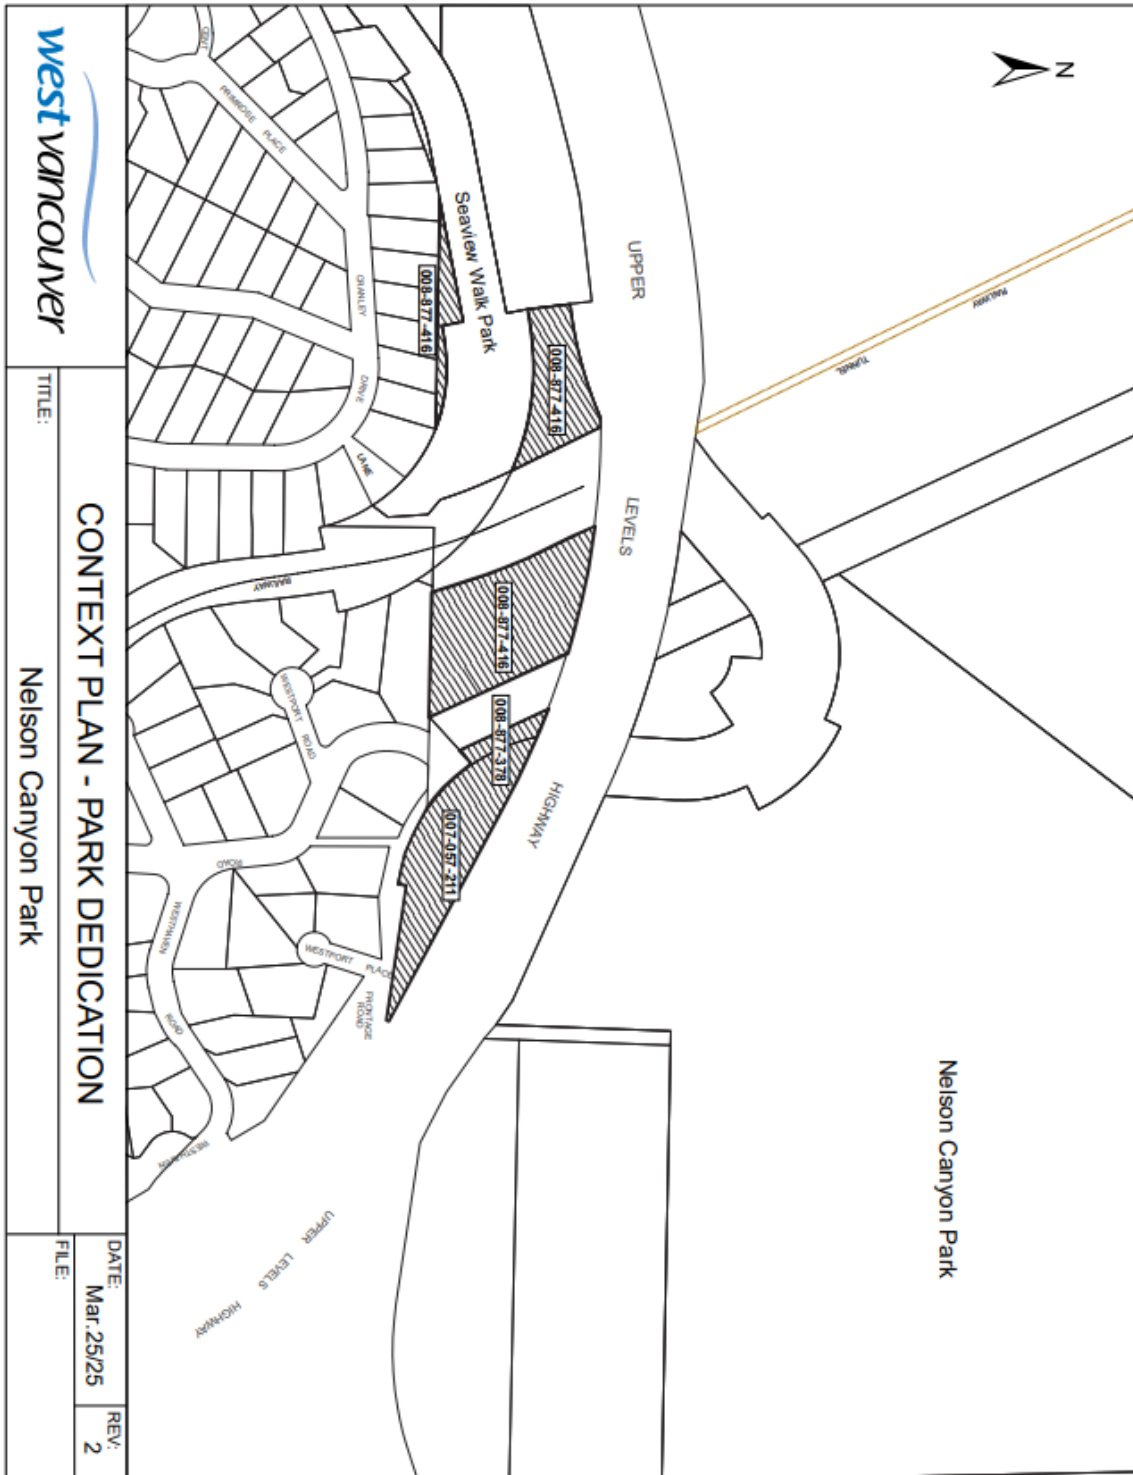 N
RAILWAY
TUNNEL
UPPER
LEVELS
HIGHWAY
Nelson Canyon Park
Seaview Walk Park
008-877-416
008-877-416
008-877-416
008-877-378
007-057-211
PRIMROSE PLACE
CRANLEY
DRIVE
LANE
RAILWAY
WESTPORT ROAD
ROAD
WESTHAVEN
ROAD
WESTPORT PLACE
FRONTAGE
ROAD
UPPER LEVELS HIGHWAY
westvancouver
TITLE:
CONTEXT PLAN - PARK DEDICATION
Nelson Canyon Park
DATE:
Mar.25/25
REV:
2
FILE: